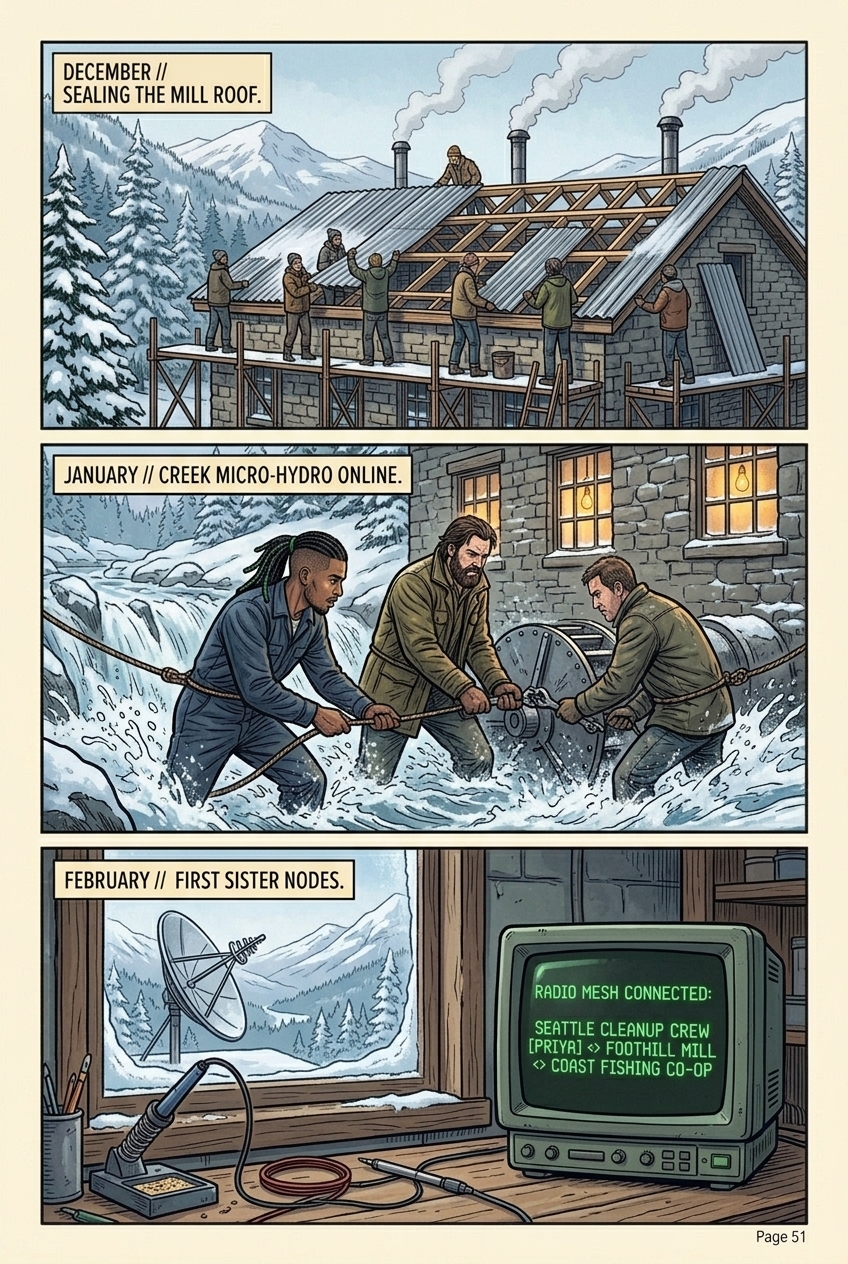 DECEMBER //
SEALING THE MILL ROOF.
JANUARY // CREEK MICRO-HYDRO ONLINE.
FEBRUARY // FIRST SISTER NODES.
RADIO MESH CONNECTED:
SEATTLE CLEANUP CREW
[PRIYA] <> FOOTHILL MILL
<> COAST FISHING CO-OP
Page 51